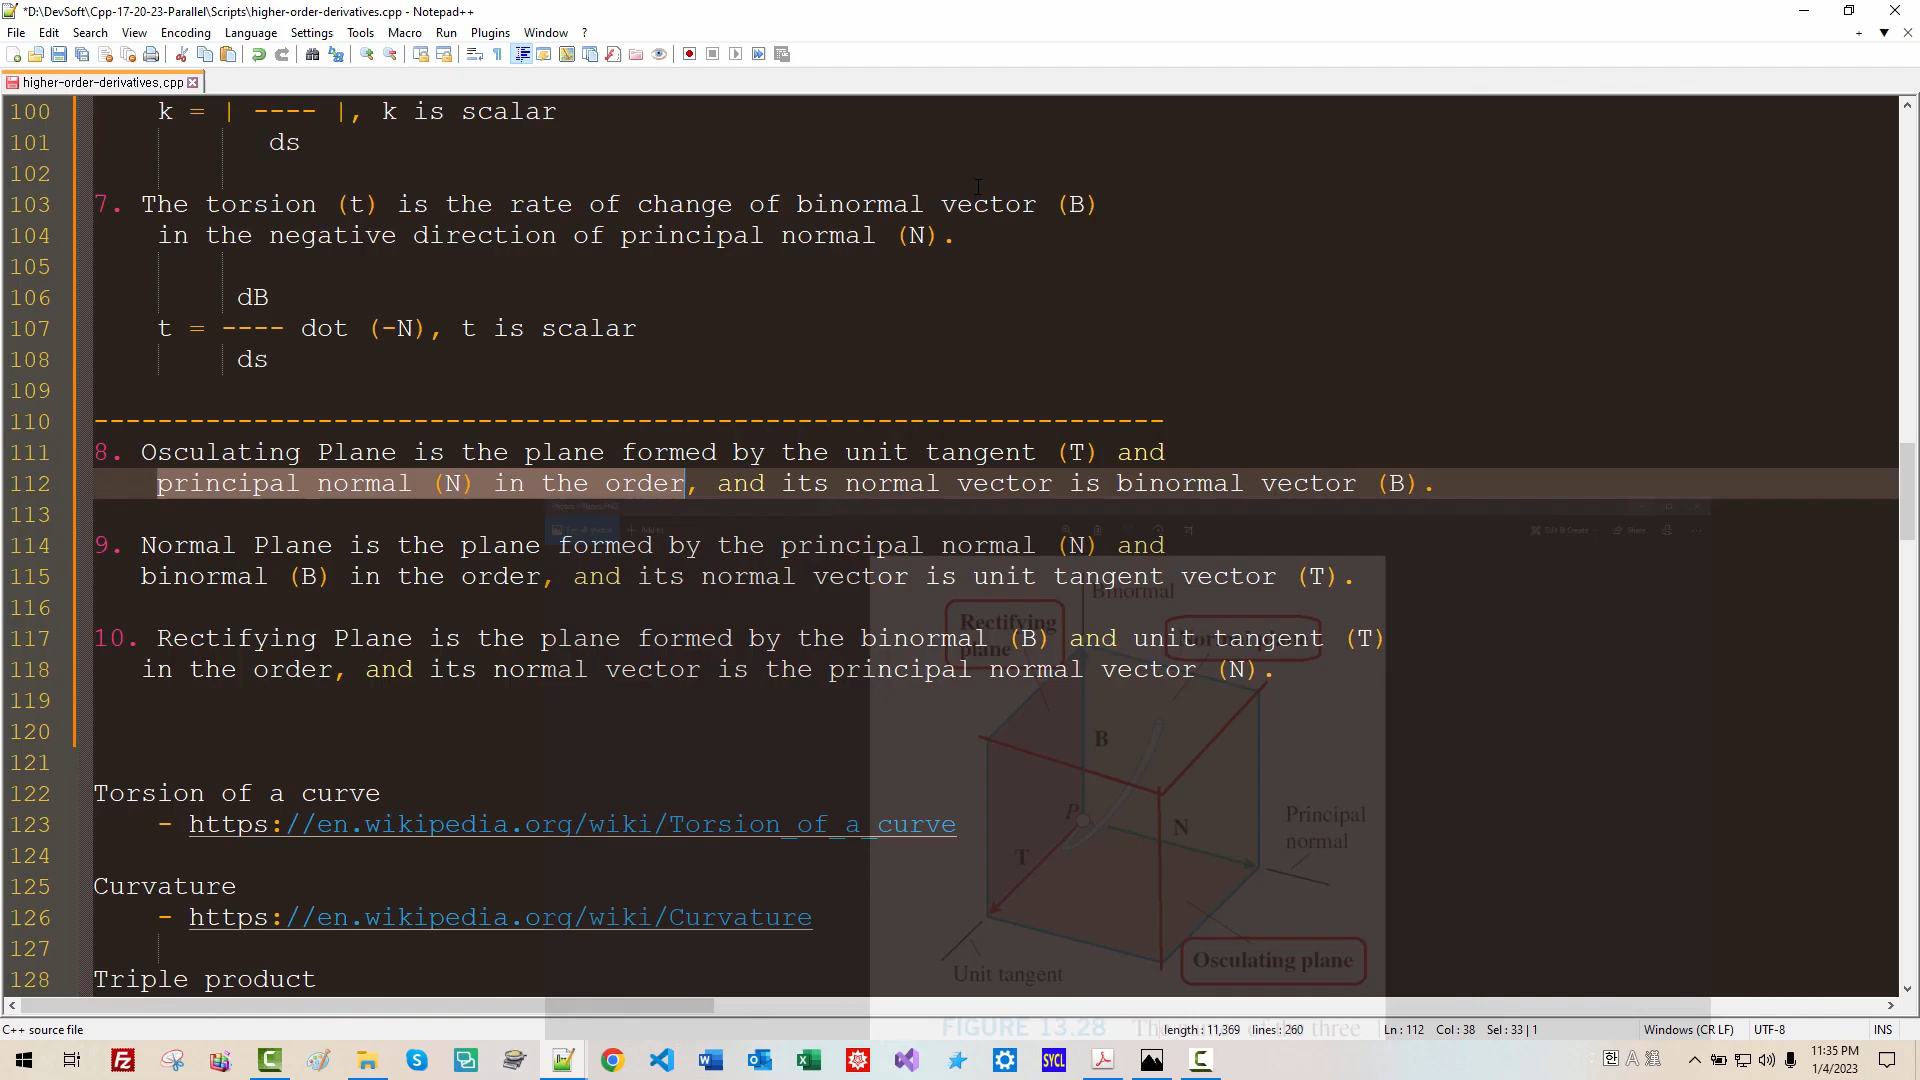 *D:\DevSoft\Cpp-17-20-23-Parallel\Scripts\higher-order-derivatives.cpp - Notepad++
File Edit Search View Encoding Language Settings Tools Macro Run Plugins Window ?
higher-order-derivatives.cpp
100 k = | ---- |, k is scalar
101 ds
102
103 7. The torsion (t) is the rate of change of binormal vector (B)
104 in the negative direction of principal normal (N).
105
106 dB
107 t = ---- dot (-N), t is scalar
108 ds
109
110 -------------------------------------------------------------------
111 8. Osculating Plane is the plane formed by the unit tangent (T) and
112 principal normal (N) in the order, and its normal vector is binormal vector (B).
113
114 9. Normal Plane is the plane formed by the principal normal (N) and
115 binormal (B) in the order, and its normal vector is unit tangent vector (T).
116
117 10. Rectifying Plane is the plane formed by the binormal (B) and unit tangent (T)
118 in the order, and its normal vector is the principal normal vector (N).
119
120
121
122 Torsion of a curve
123 - https://en.wikipedia.org/wiki/Torsion_of_a_curve
124
125 Curvature
126 - https://en.wikipedia.org/wiki/Curvature
127
128 Triple product
Binormal
Rectifying
plane
B
P
N
T
Principal
normal
Unit tangent
Osculating plane
FIGURE 13.28 The of the three
C++ source file length : 11,369 lines : 260 Ln : 112 Col : 38 Sel : 33 | 1 Windows (CR LF) UTF-8 INS
SYCL
11:35 PM
1/4/2023